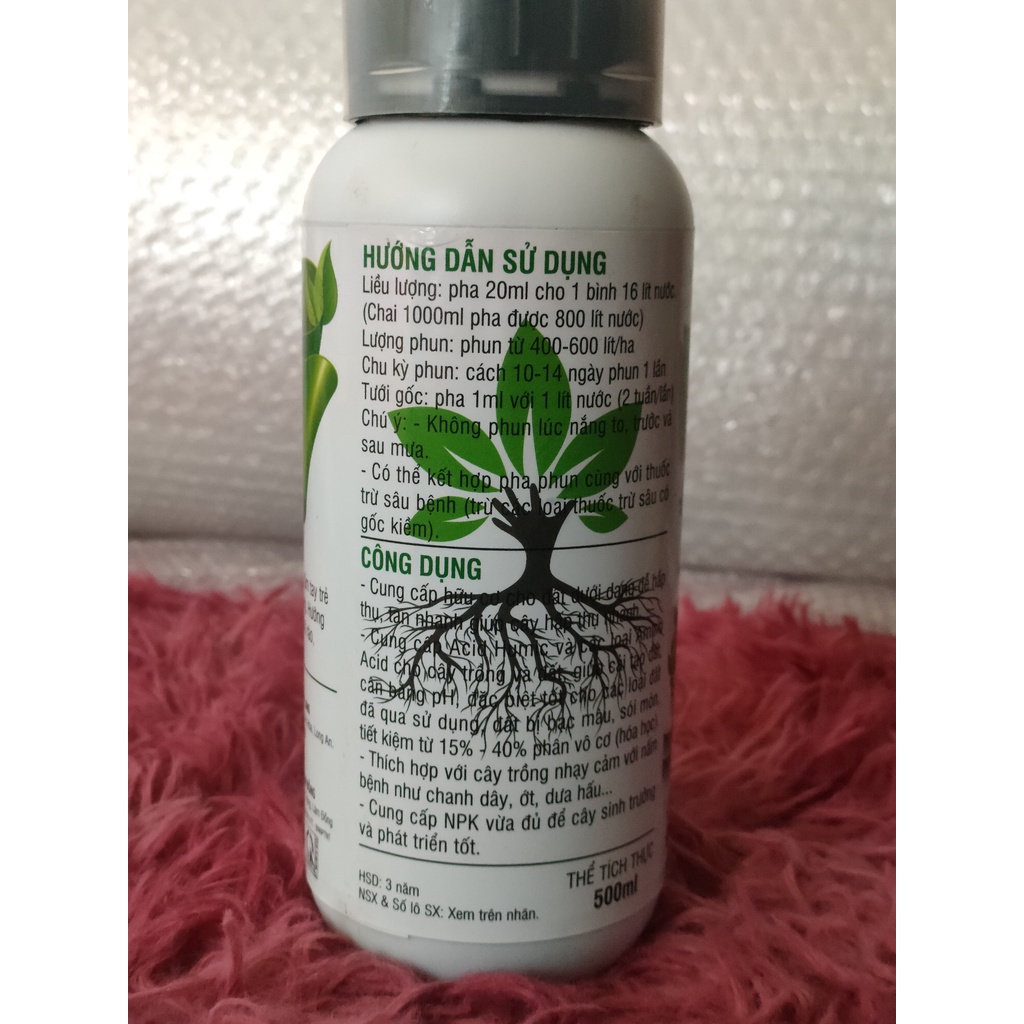 HƯỚNG DẪN SỬ DỤNG
Liều lượng: pha 20ml cho 1 bình 16 lít nước
(Chai 1000ml pha được 800 lít nước)
Lượng phun: phun từ 400-600 lít/ha
Chu kỳ phun: cách 10-14 ngày phun 1 lần
Tưới gốc: pha 1ml với 1 lít nước (2 tuần/lần)
Chú ý: - Không phun lúc nắng to, trước và
sau mưa.
- Có thể kết hợp pha phun cùng với thuốc
trừ sâu bệnh (trừ các loại thuốc trừ sâu có
gốc kiềm).
CÔNG DỤNG
- Cung cấp hữu cơ cho đất dưới dạng dễ hấp
thụ, tan nhanh giúp cây hấp thụ nhanh.
- Cung cấp Acid Humic và các loại Amino
Acid cho cây trồng và đất, giúp cải tạo đất,
cân bằng pH, đặc biệt tốt cho các loại đất
đã qua sử dụng, đất bị bạc màu, sói mòn,
tiết kiệm từ 15% - 40% phân vô cơ (hóa học)
- Thích hợp với cây trồng nhạy cảm với nấm
bệnh như chanh dây, ớt, dưa hấu...
- Cung cấp NPK vừa đủ để cây sinh trưởng
và phát triển tốt.
HSD: 3 năm
NSX & Số lô SX: Xem trên nhãn.
THỂ TÍCH THỰC
500ml
tay trẻ
Long An.